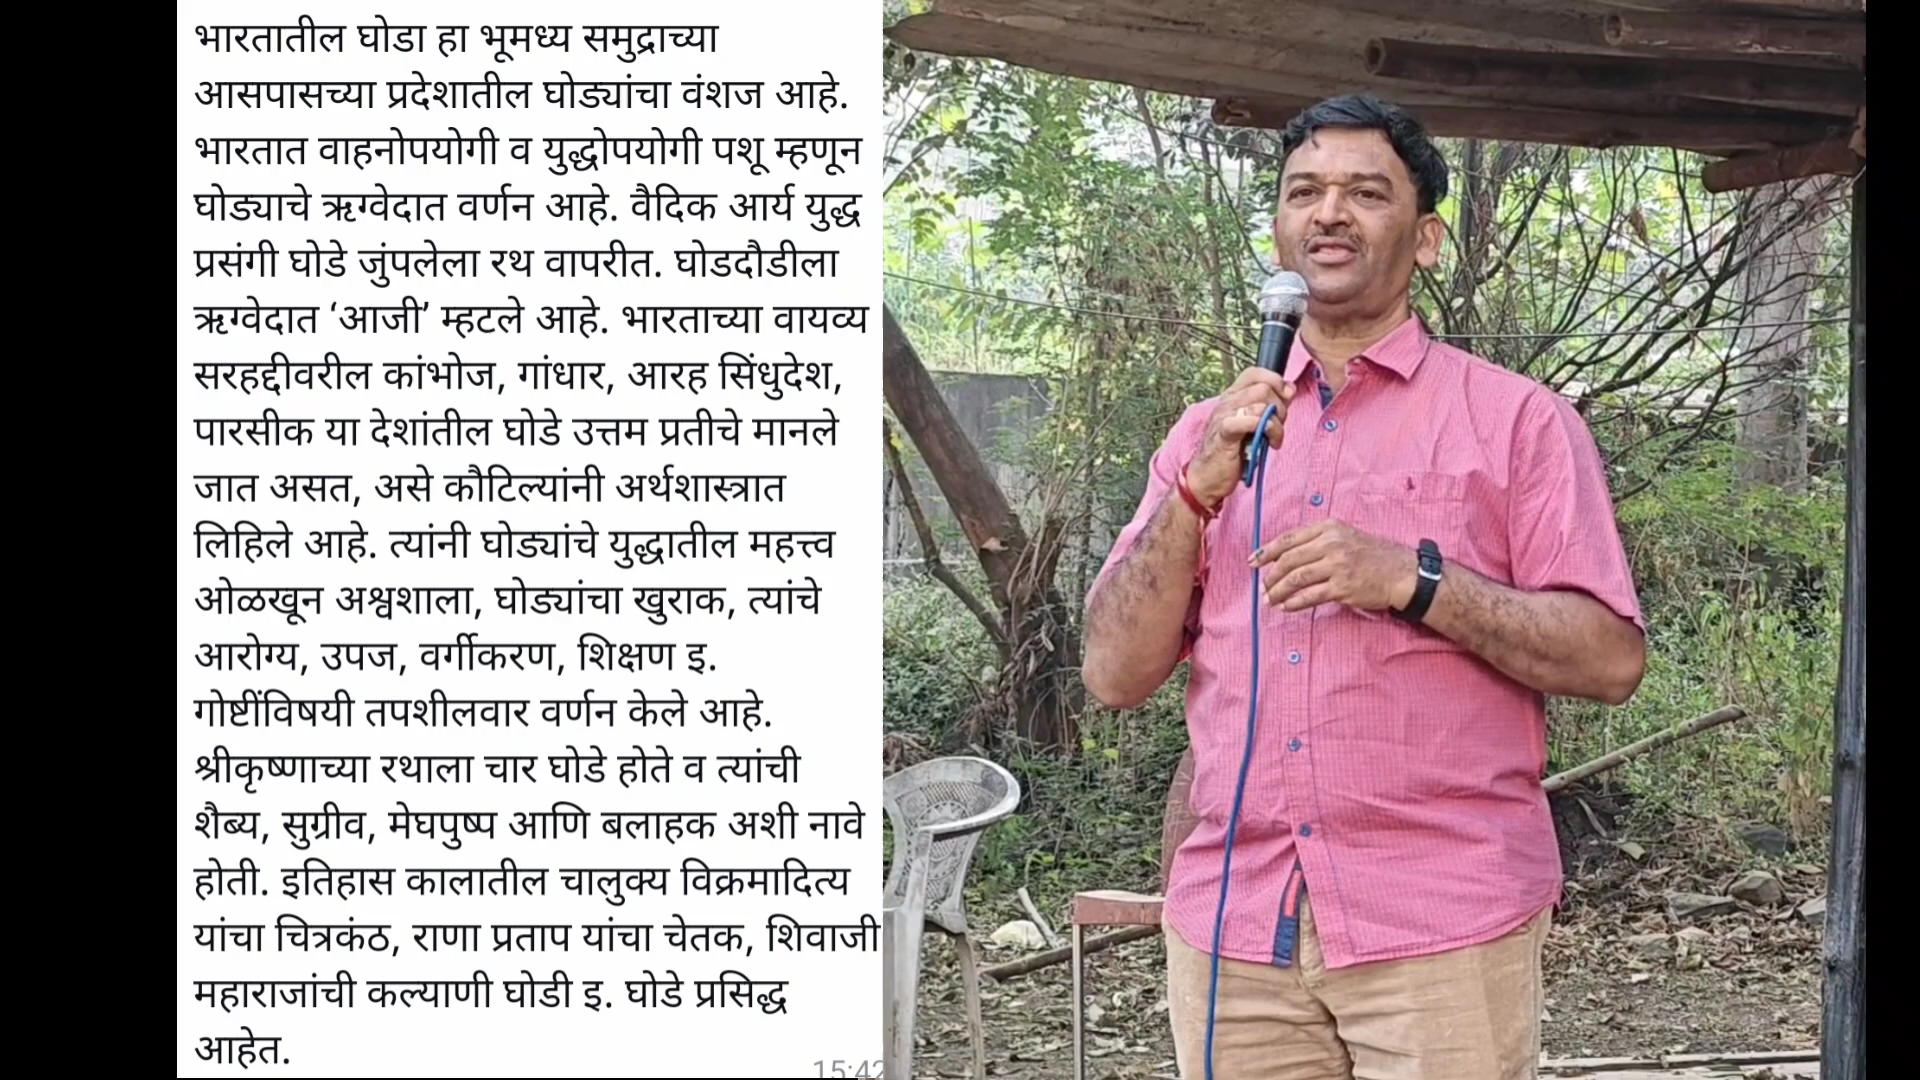 भारतातील घोडा हा भूमध्य समुद्राच्या
आसपासच्या प्रदेशातील घोड्यांचा वंशज आहे.
भारतात वाहनोपयोगी व युद्धोपयोगी पशू म्हणून
घोड्याचे ऋग्वेदात वर्णन आहे. वैदिक आर्य युद्ध
प्रसंगी घोडे जुंपलेला रथ वापरीत. घोडदौडीला
ऋग्वेदात ‘आजी’ म्हटले आहे. भारताच्या वायव्य
सरहद्दीवरील कांभोज, गांधार, आरह सिंधुदेश,
पारसीक या देशांतील घोडे उत्तम प्रतीचे मानले
जात असत, असे कौटिल्यांनी अर्थशास्त्रात
लिहिले आहे. त्यांनी घोड्यांचे युद्धातील महत्त्व
ओळखून अश्वशाला, घोड्यांचा खुराक, त्यांचे
आरोग्य, उपज, वर्गीकरण, शिक्षण इ.
गोष्टींविषयी तपशीलवार वर्णन केले आहे.
श्रीकृष्णाच्या रथाला चार घोडे होते व त्यांची
शैब्य, सुग्रीव, मेघपुष्प आणि बलाहक अशी नावे
होती. इतिहास कालातील चालुक्य विक्रमादित्य
यांचा चित्रकंठ, राणा प्रताप यांचा चेतक, शिवाजी
महाराजांची कल्याणी घोडी इ. घोडे प्रसिद्ध
आहेत.
15:42